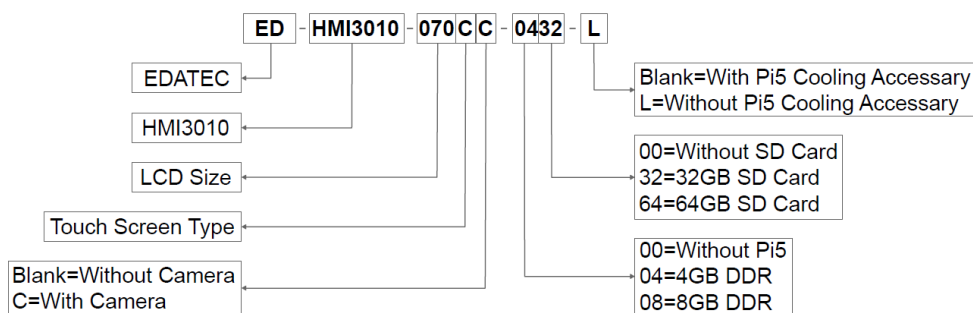 ED - HMI3010 - 070 C C - 04 32 - L
EDATEC
HMI3010
LCD Size
Touch Screen Type
Blank=Without Camera
C=With Camera
Blank=With Pi5 Cooling Accessary
L=Without Pi5 Cooling Accessary
00=Without SD Card
32=32GB SD Card
64=64GB SD Card
00=Without Pi5
04=4GB DDR
08=8GB DDR